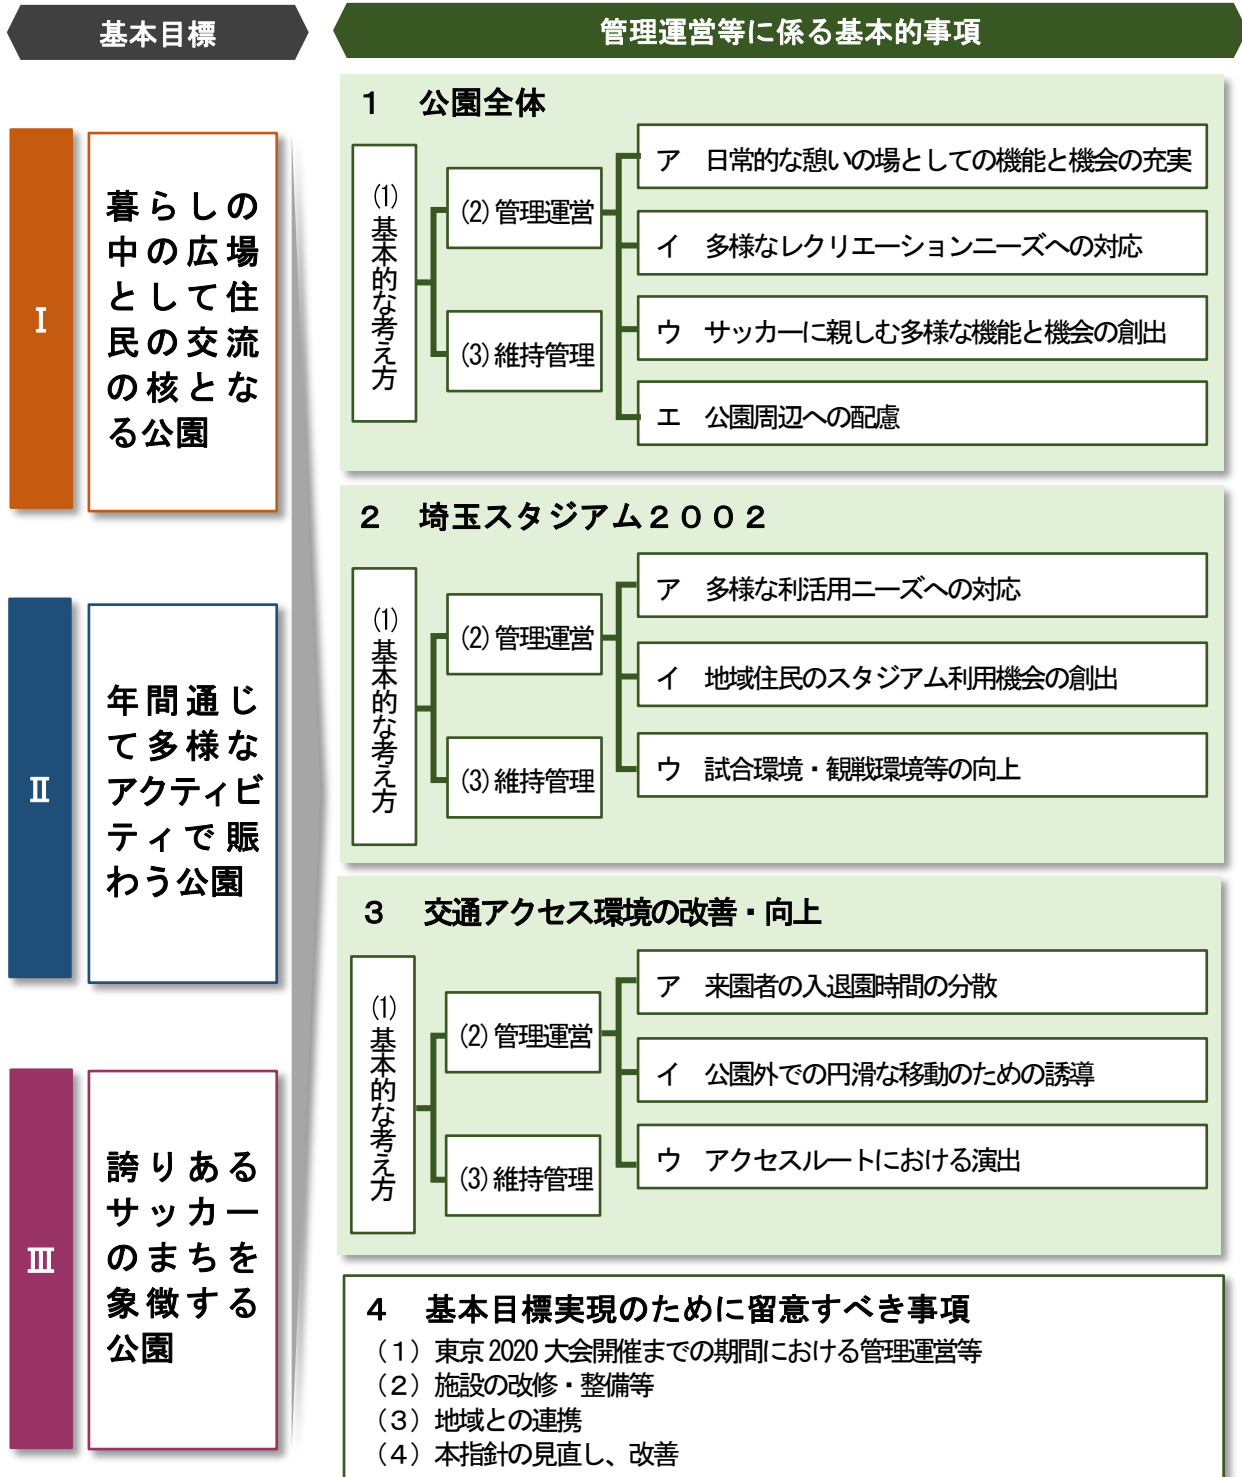 基本目標
管理運営等に係る基本的事項
Ⅰ
暮らしの
中の広場
として住
民の交流
の核とな
る公園
Ⅱ
年間通じ
て多様な
アクティビ
ティで賑
わう公園
Ⅲ
誇りある
サッカー
のまちを
象徴する
公園
1 公園全体
(1)基本的な考え方
(2)管理運営
(3)維持管理
ア 日常的な憩いの場としての機能と機会の充実
イ 多様なレクリエーションニーズへの対応
ウ サッカーに親しむ多様な機能と機会の創出
エ 公園周辺への配慮
2 埼玉スタジアム2002
(1)基本的な考え方
(2)管理運営
(3)維持管理
ア 多様な利活用ニーズへの対応
イ 地域住民のスタジアム利用機会の創出
ウ 試合環境・観戦環境等の向上
3 交通アクセス環境の改善・向上
(1)基本的な考え方
(2)管理運営
(3)維持管理
ア 来園者の入退園時間の分散
イ 公園外での円滑な移動のための誘導
ウ アクセスルートにおける演出
4 基本目標実現のために留意すべき事項
(1)東京2020大会開催までの期間における管理運営等
(2)施設の改修・整備等
(3)地域との連携
(4)本指針の見直し、改善